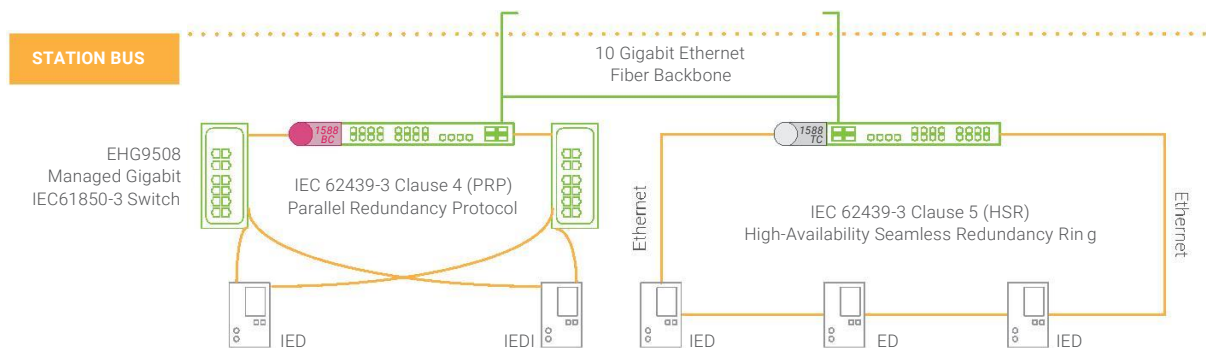 STATION BUS
10 Gigabit Ethernet
Fiber Backbone
1588
BC
1588
TC
EHG9508
Managed Gigabit
IEC61850-3 Switch
IEC 62439-3 Clause 4 (PRP)
Parallel Redundancy Protocol
Ethernet
IEC 62439-3 Clause 5 (HSR)
High-Availability Seamless Redundancy Rin g
Ethernet
IED
IEDI
IED
ED
IED